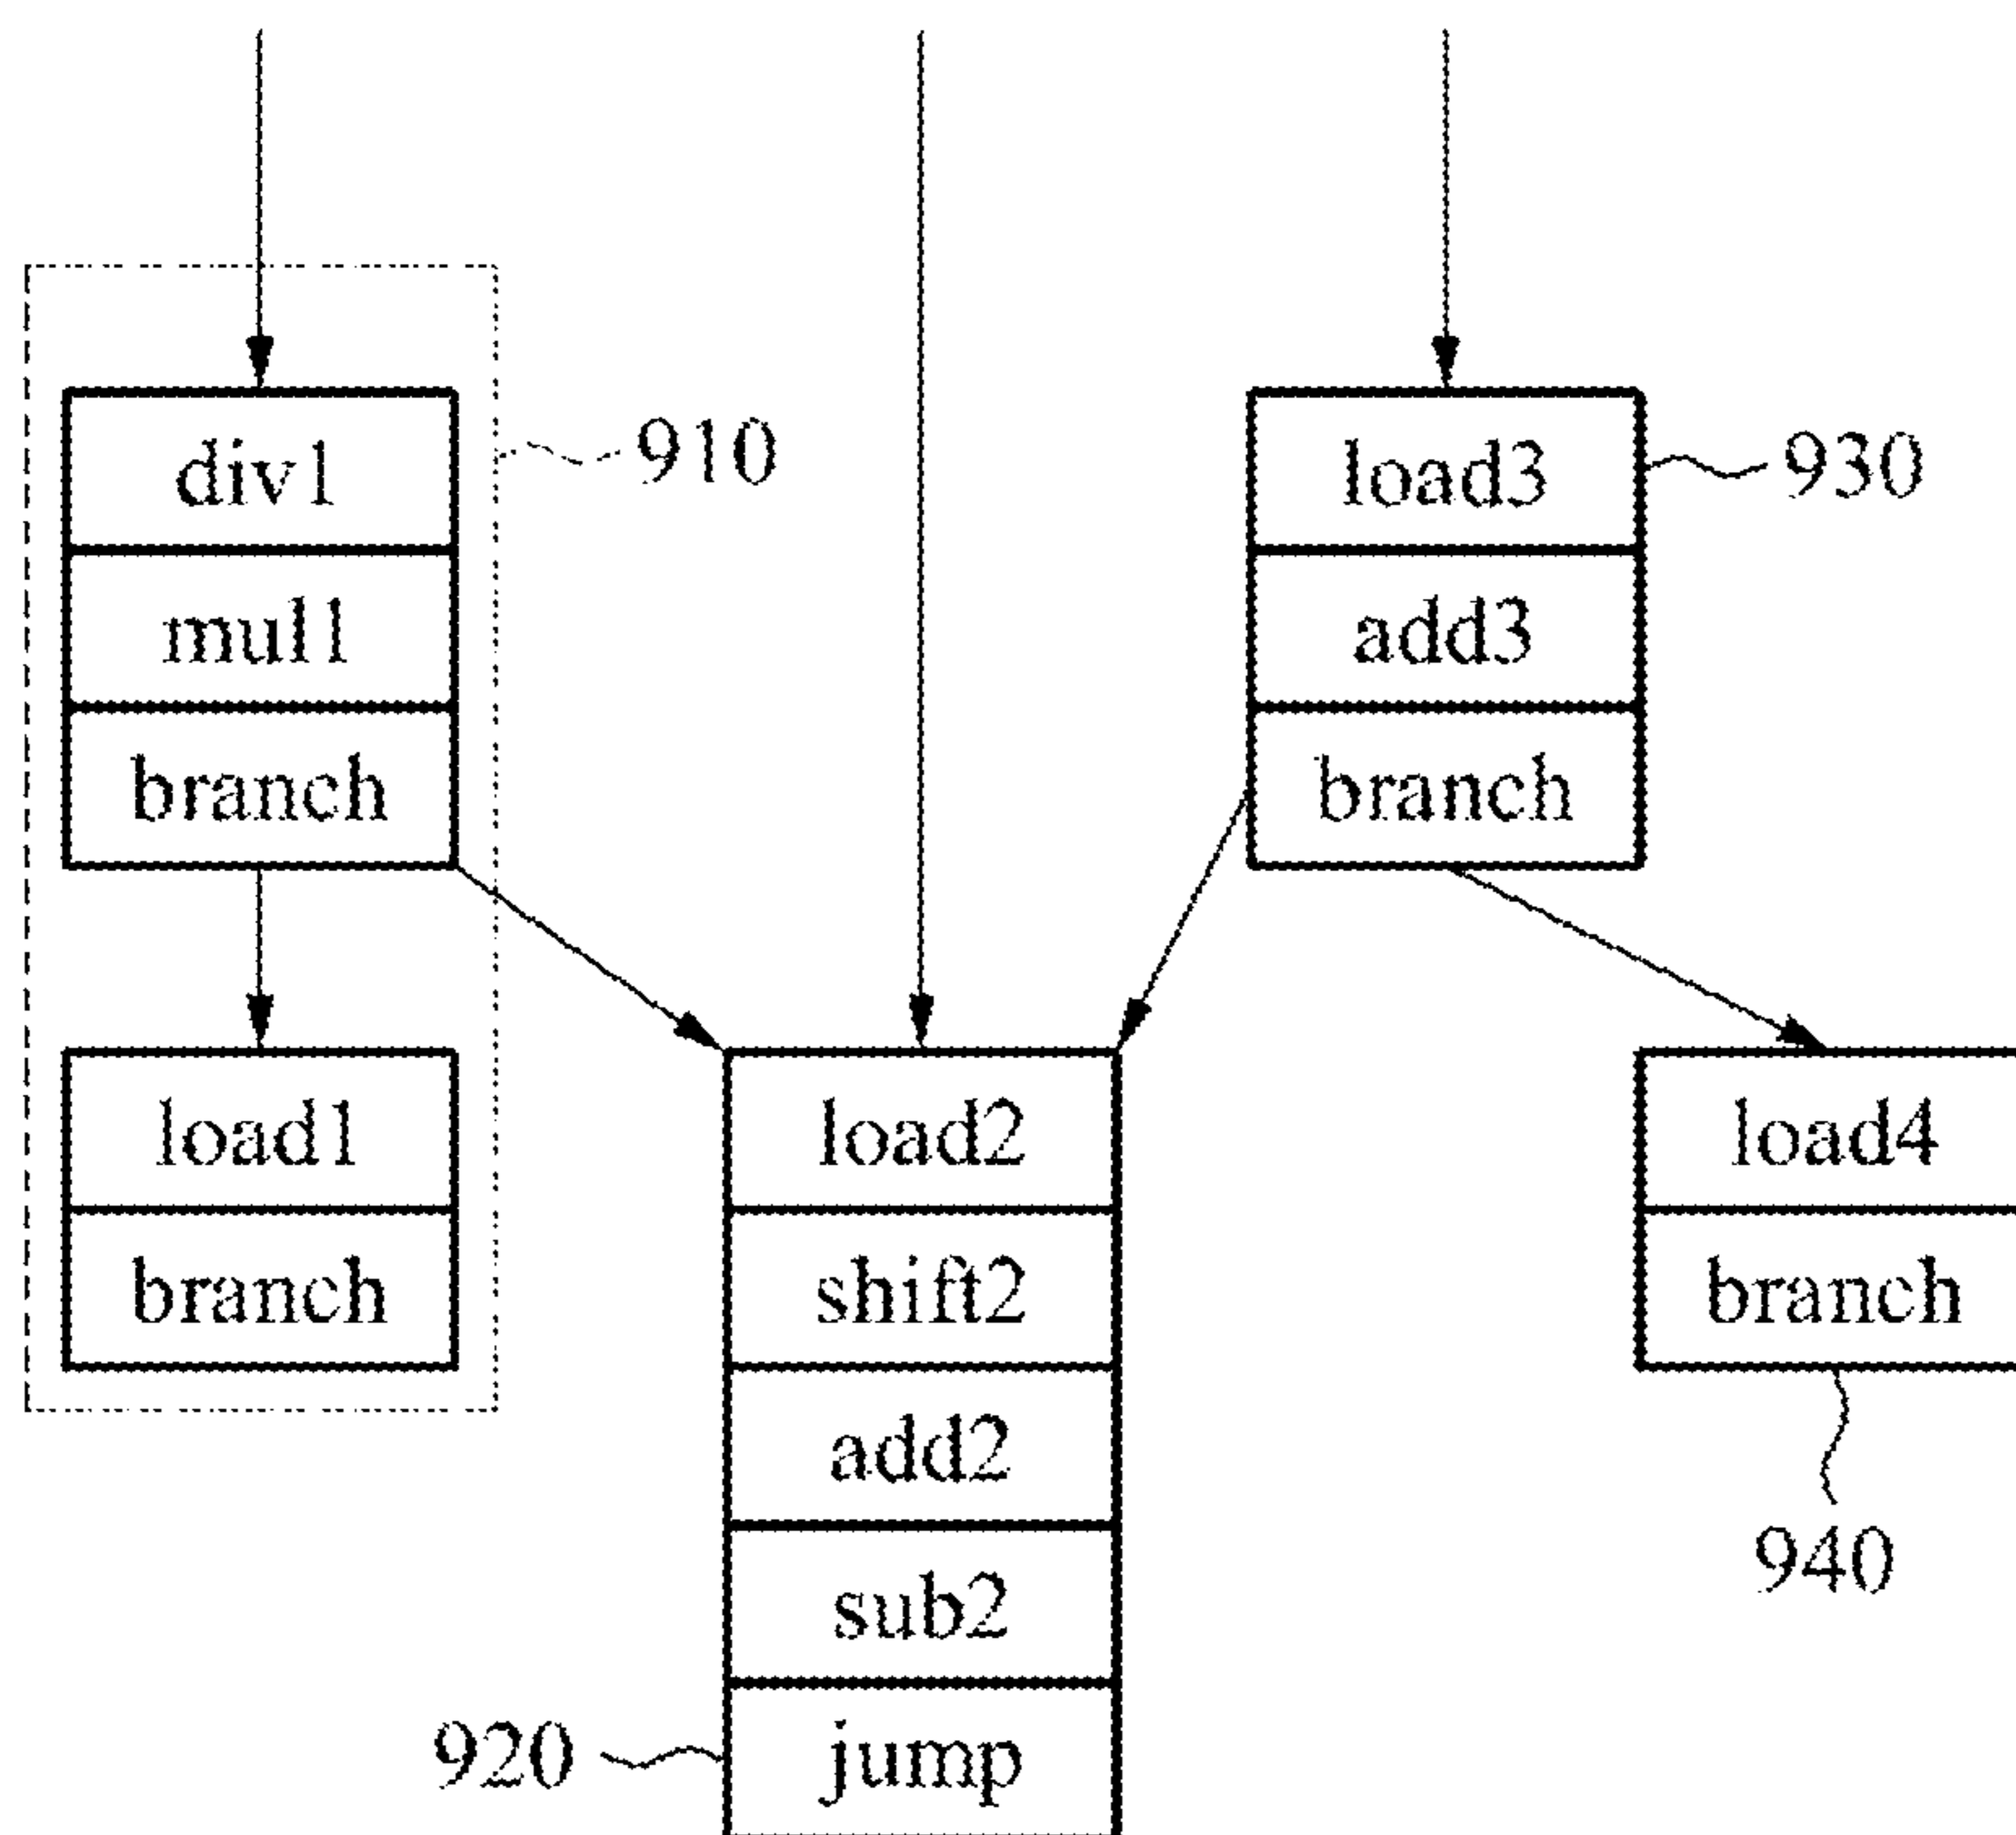 div1
mul1
branch
910
load3
add3
branch
930
load1
branch
load2
shift2
add2
sub2
jump
920
load4
branch
940